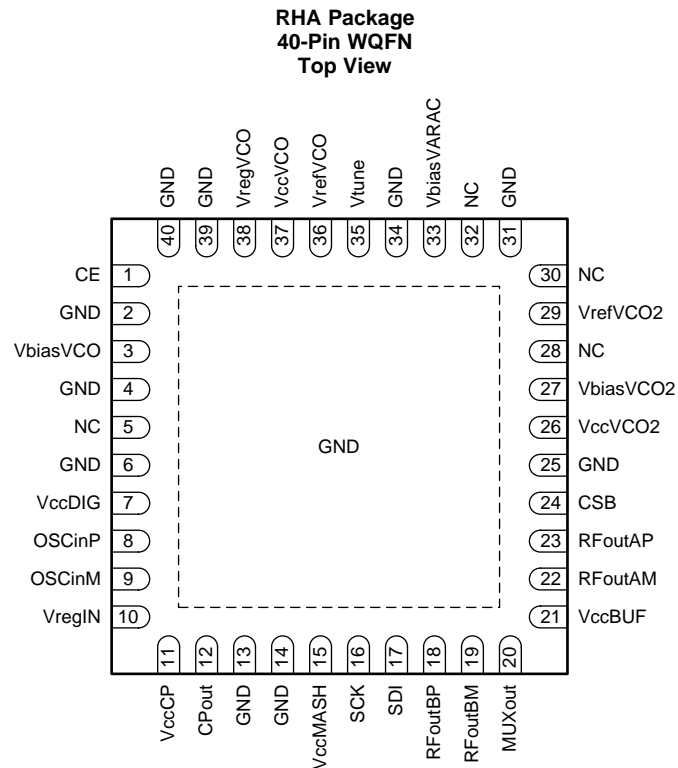 RHA Package
40-Pin WQFN
Top View
GND
GND
VregVCO
VccVCO
VrefVCO
Vtune
GND
VbiasVARAC
NC
GND
40
39
38
37
36
35
34
33
32
31
CE 1
GND 2
VbiasVCO 3
GND 4
NC 5
GND 6
VccDIG 7
OSCinP 8
OSCinM 9
VregIN 10
GND
30 NC
29 VrefVCO2
28 NC
27 VbiasVCO2
26 VccVCO2
25 GND
24 CSB
23 RFoutAP
22 RFoutAM
21 VccBUF
11
12
13
14
15
16
17
18
19
20
VccCP
CPout
GND
GND
VccMASH
SCK
SDI
RFoutBP
RFoutBM
MUXout